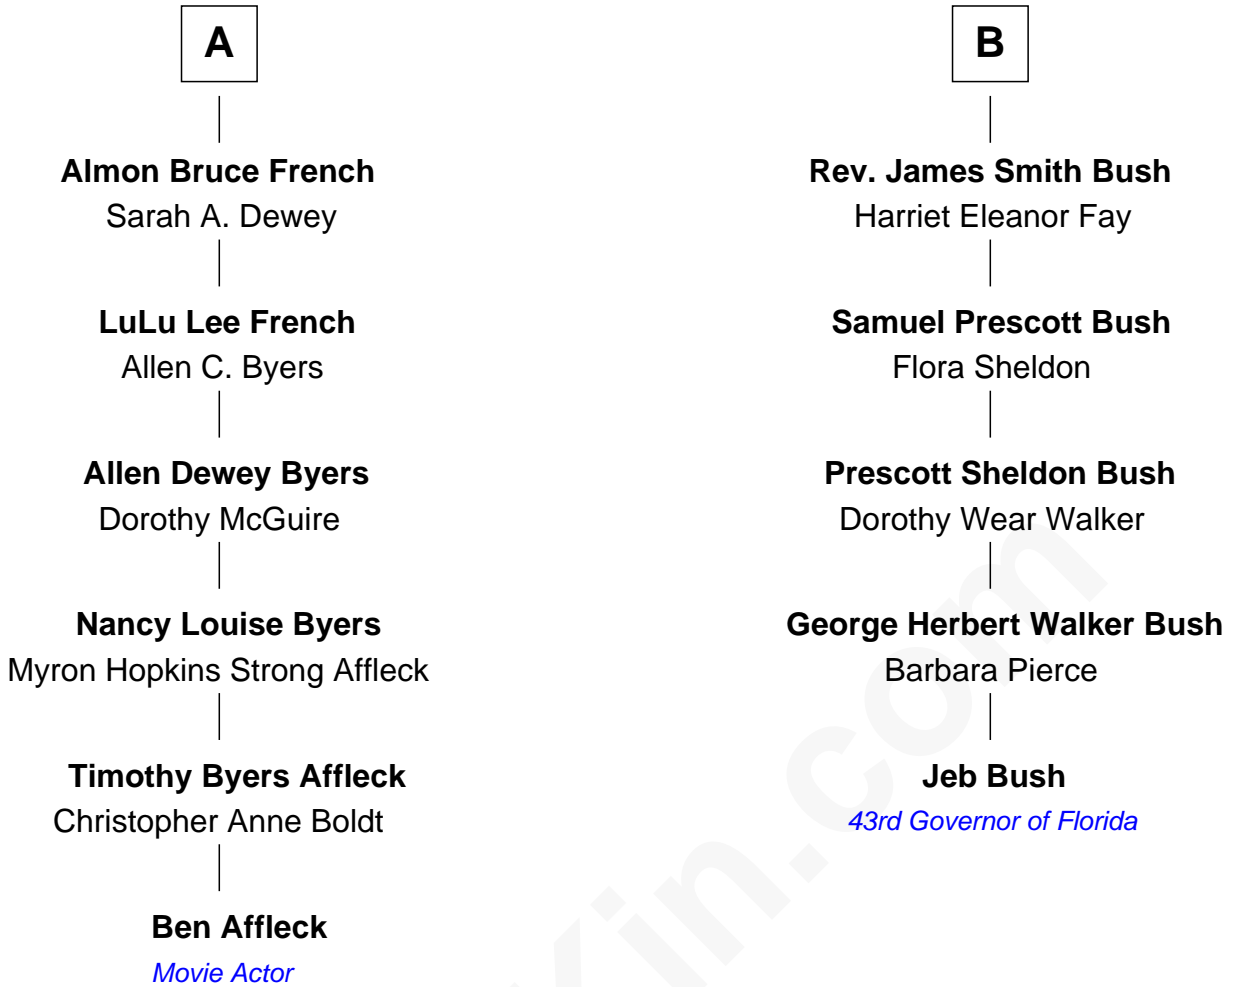 A
Almon Bruce French
Sarah A. Dewey
LuLu Lee French
Allen C. Byers
Allen Dewey Byers
Dorothy McGuire
Nancy Louise Byers
Myron Hopkins Strong Affleck
Timothy Byers Affleck
Christopher Anne Boldt
Ben Affleck
Movie Actor
B
Rev. James Smith Bush
Harriet Eleanor Fay
Samuel Prescott Bush
Flora Sheldon
Prescott Sheldon Bush
Dorothy Wear Walker
George Herbert Walker Bush
Barbara Pierce
Jeb Bush
43rd Governor of Florida
Kin.com